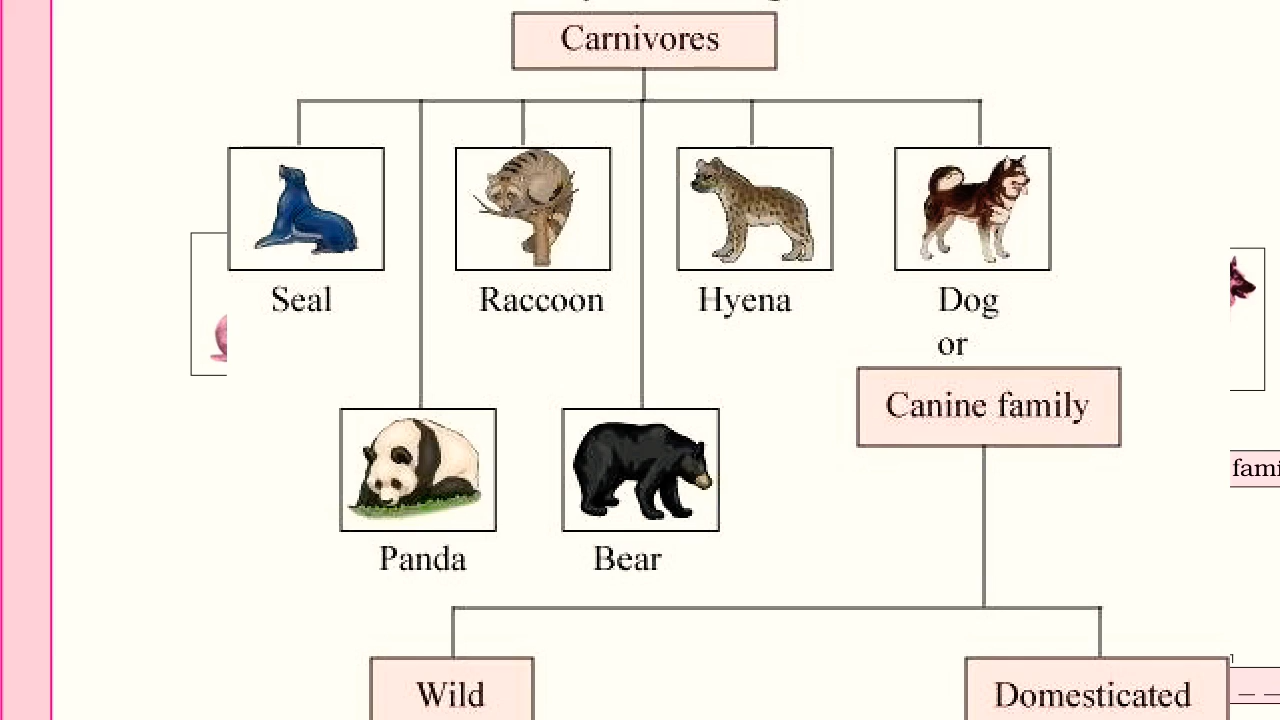 Carnivores
Seal
Raccoon
Hyena
Dog
or
Canine family
Panda
Bear
Wild
Domesticated